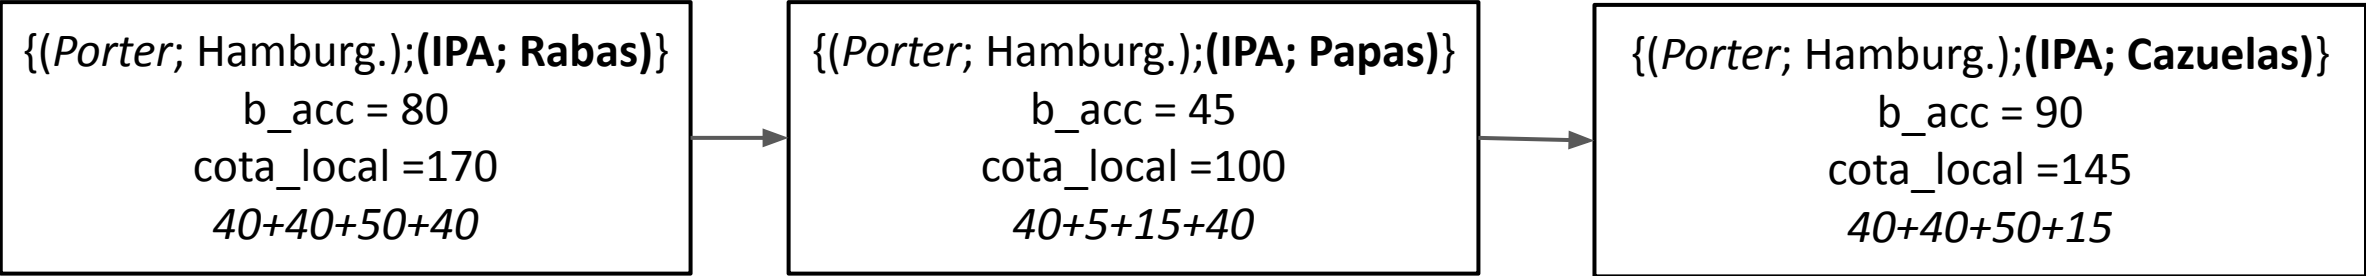 {(Porter; Hamburg.);(IPA; Rabas)}
b_acc = 80
cota_local =170
40+40+50+40
{(Porter; Hamburg.);(IPA; Papas)}
b_acc = 45
cota_local =100
40+5+15+40
{(Porter; Hamburg.);(IPA; Cazuelas)}
b_acc = 90
cota_local =145
40+40+50+15